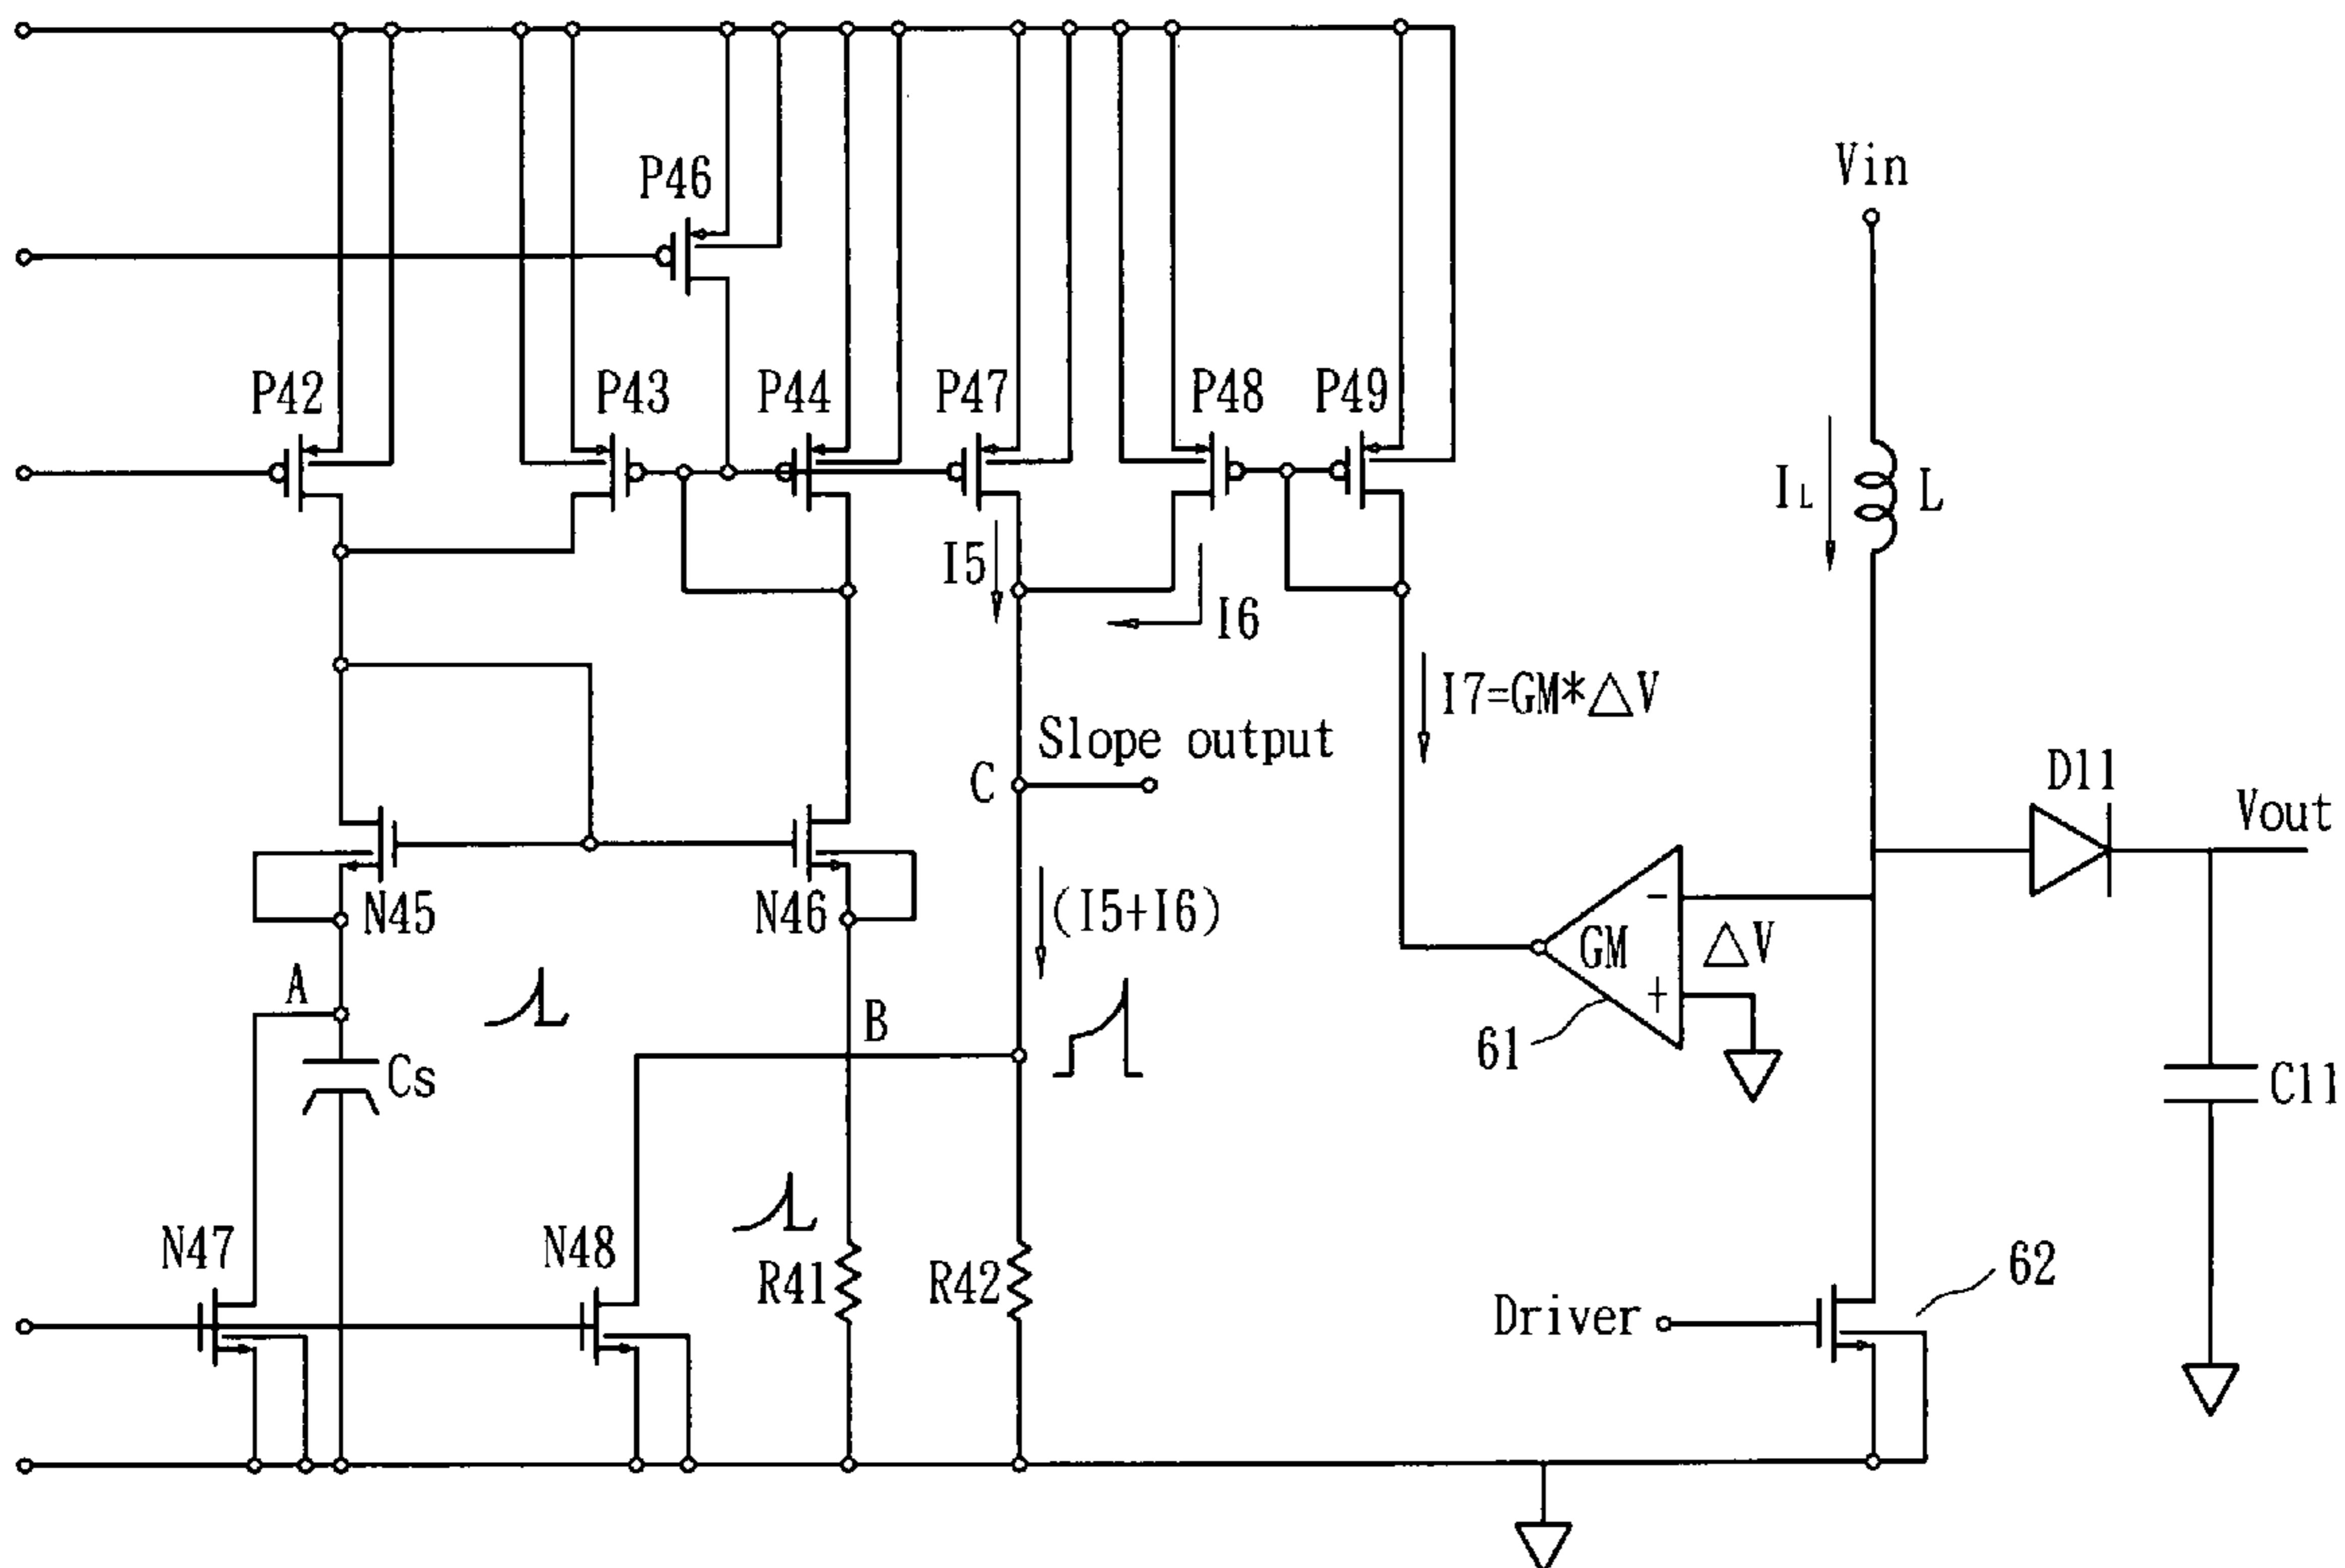 P46
Vin
P42
P43
P44
P47
P48
P49
IL
L
I5
I6
I7=GM*△V
Slope output
C
D11
Vout
N45
N46
(I5+I6)
GM
-
△V
+
A
B
61
Cs
C11
N47
N48
R41
R42
Driver
62